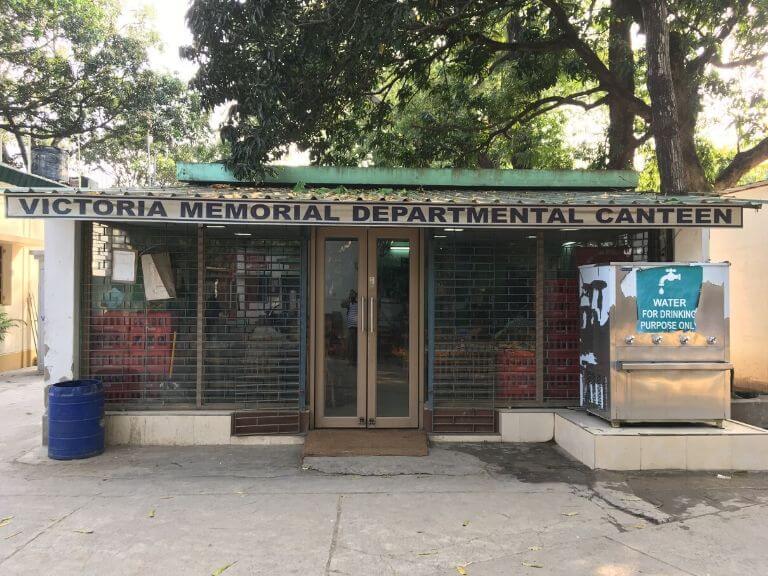 VICTORIA MEMORIAL DEPARTMENTAL CANTEEN
WATER
FOR DRINKING
PURPOSE ONLY